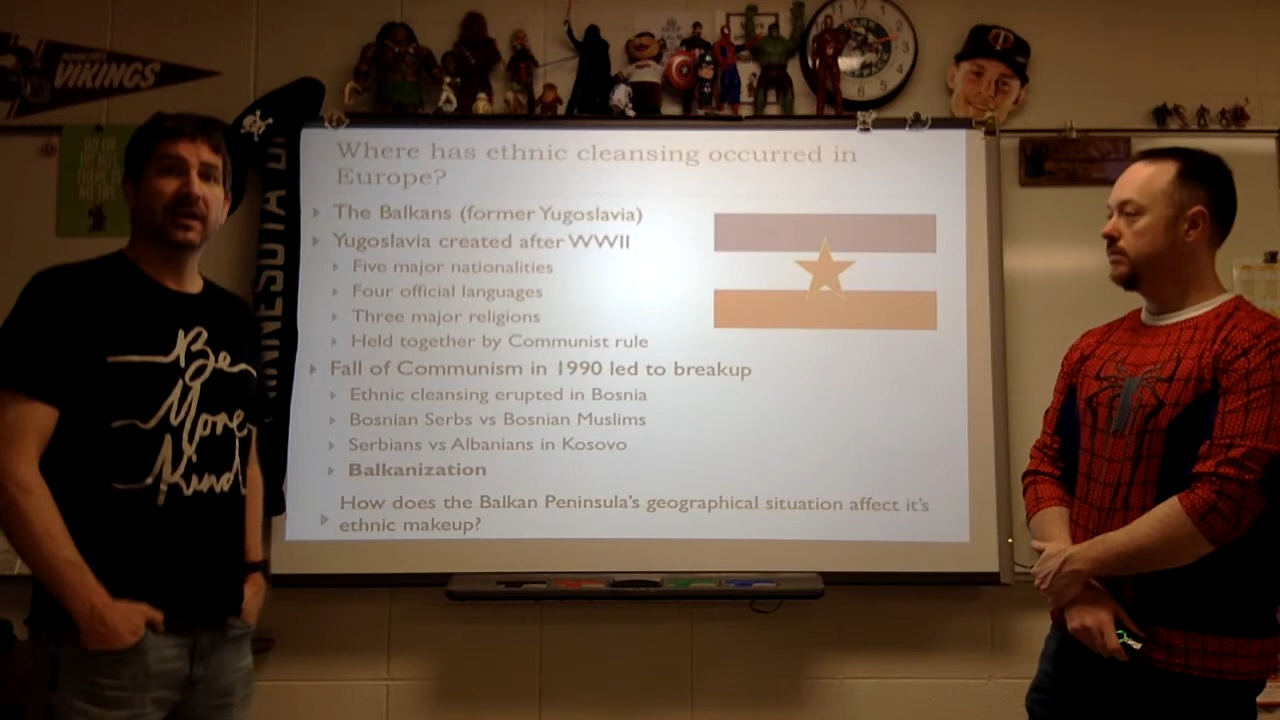 VIKINGS
MINNESOTA
Where has ethnic cleansing occurred in
Europe?
The Balkans (former Yugoslavia)
Yugoslavia created after WWII
Five major nationalities
Four official languages
Three major religions
Held together by Communist rule
Fall of Communism in 1990 led to breakup
Ethnic cleansing erupted in Bosnia
Bosnian Serbs vs Bosnian Muslims
Serbians vs Albanians in Kosovo
Balkanization
How does the Balkan Peninsula's geographical situation affect it's
ethnic makeup?
Be
More
Kind